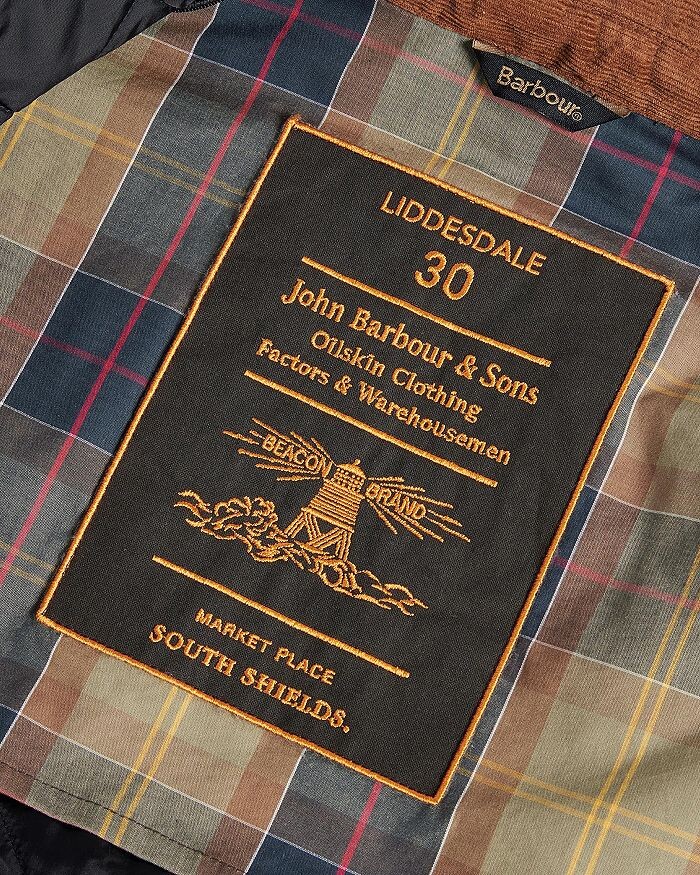 Barbour®
LIDDESDALE
30
John Barbour & Sons
Oilskin Clothing
Factors & Warehousemen
BEACON BRAND
MARKET PLACE
SOUTH SHIELDS.